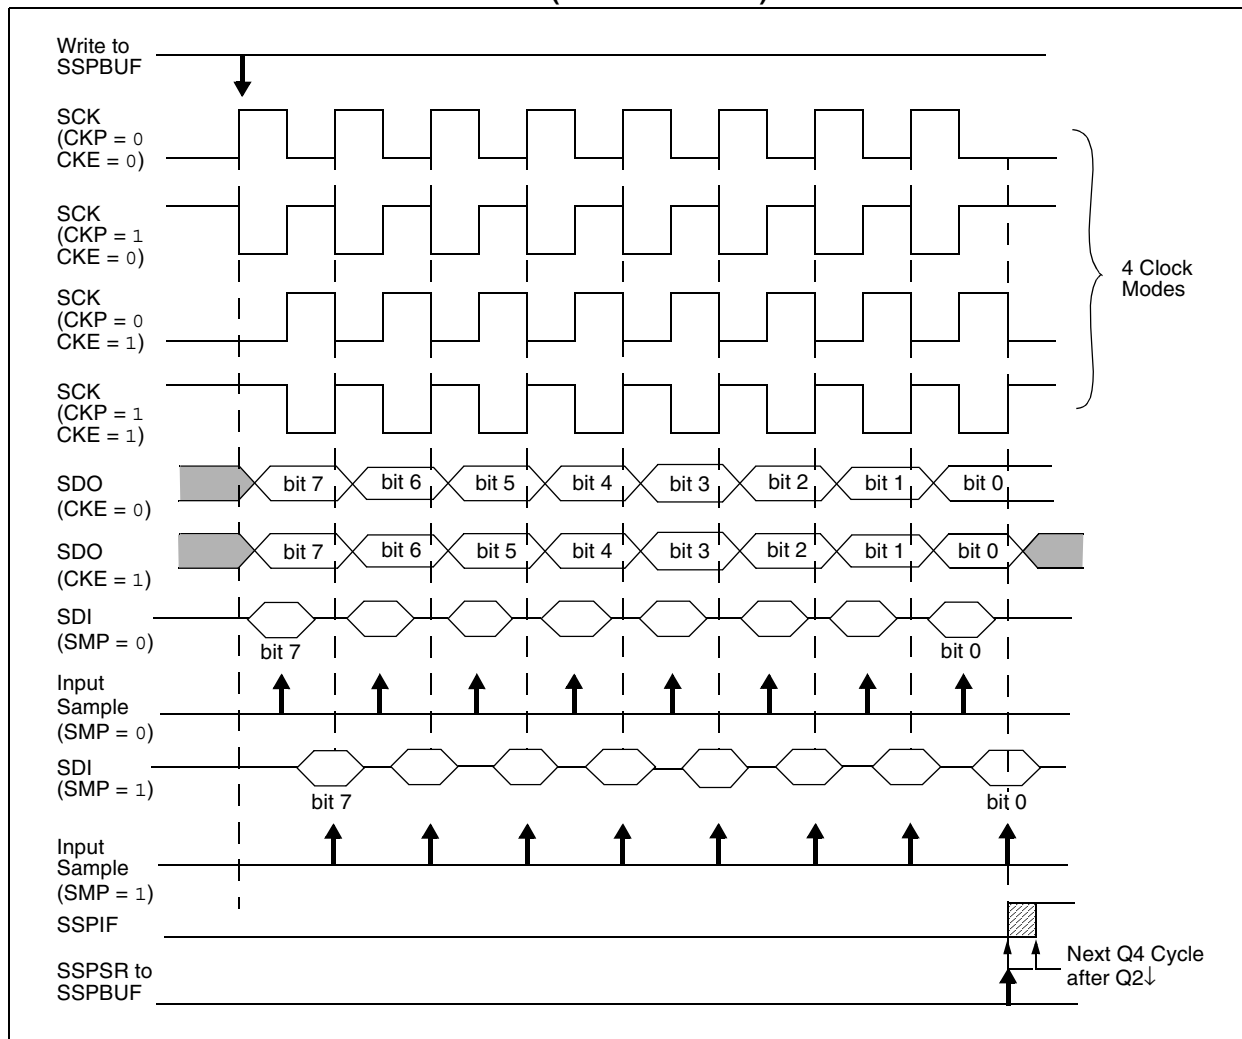 Write to
SSPBUF
SCK
(CKP = 0
CKE = 0)
SCK
(CKP = 1
CKE = 0)
SCK
(CKP = 0
CKE = 1)
SCK
(CKP = 1
CKE = 1)
4 Clock
Modes
SDO
(CKE = 0)
bit 7 bit 6 bit 5 bit 4 bit 3 bit 2 bit 1 bit 0
SDO
(CKE = 1)
bit 7 bit 6 bit 5 bit 4 bit 3 bit 2 bit 1 bit 0
SDI
(SMP = 0)
bit 7 bit 0
Input
Sample
(SMP = 0)
SDI
(SMP = 1)
bit 7 bit 0
Input
Sample
(SMP = 1)
SSPIF
Next Q4 Cycle
after Q2↓
SSPSR to
SSPBUF